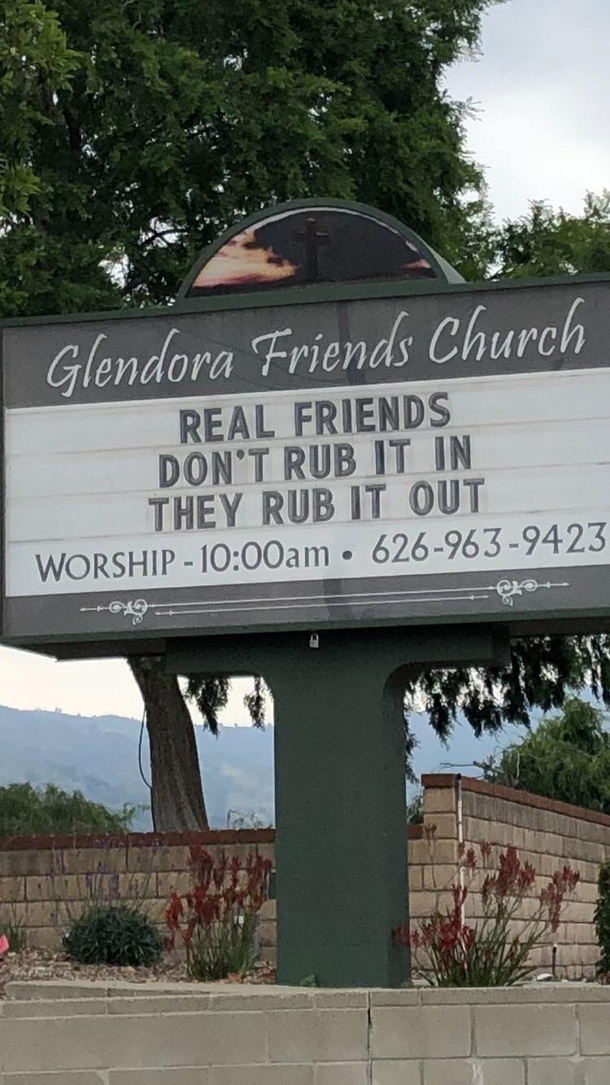 Glendora Friends Church
REAL FRIENDS
DON'T RUB IT IN
THEY RUB IT OUT
WORSHIP - 10:00am • 626-963-9423